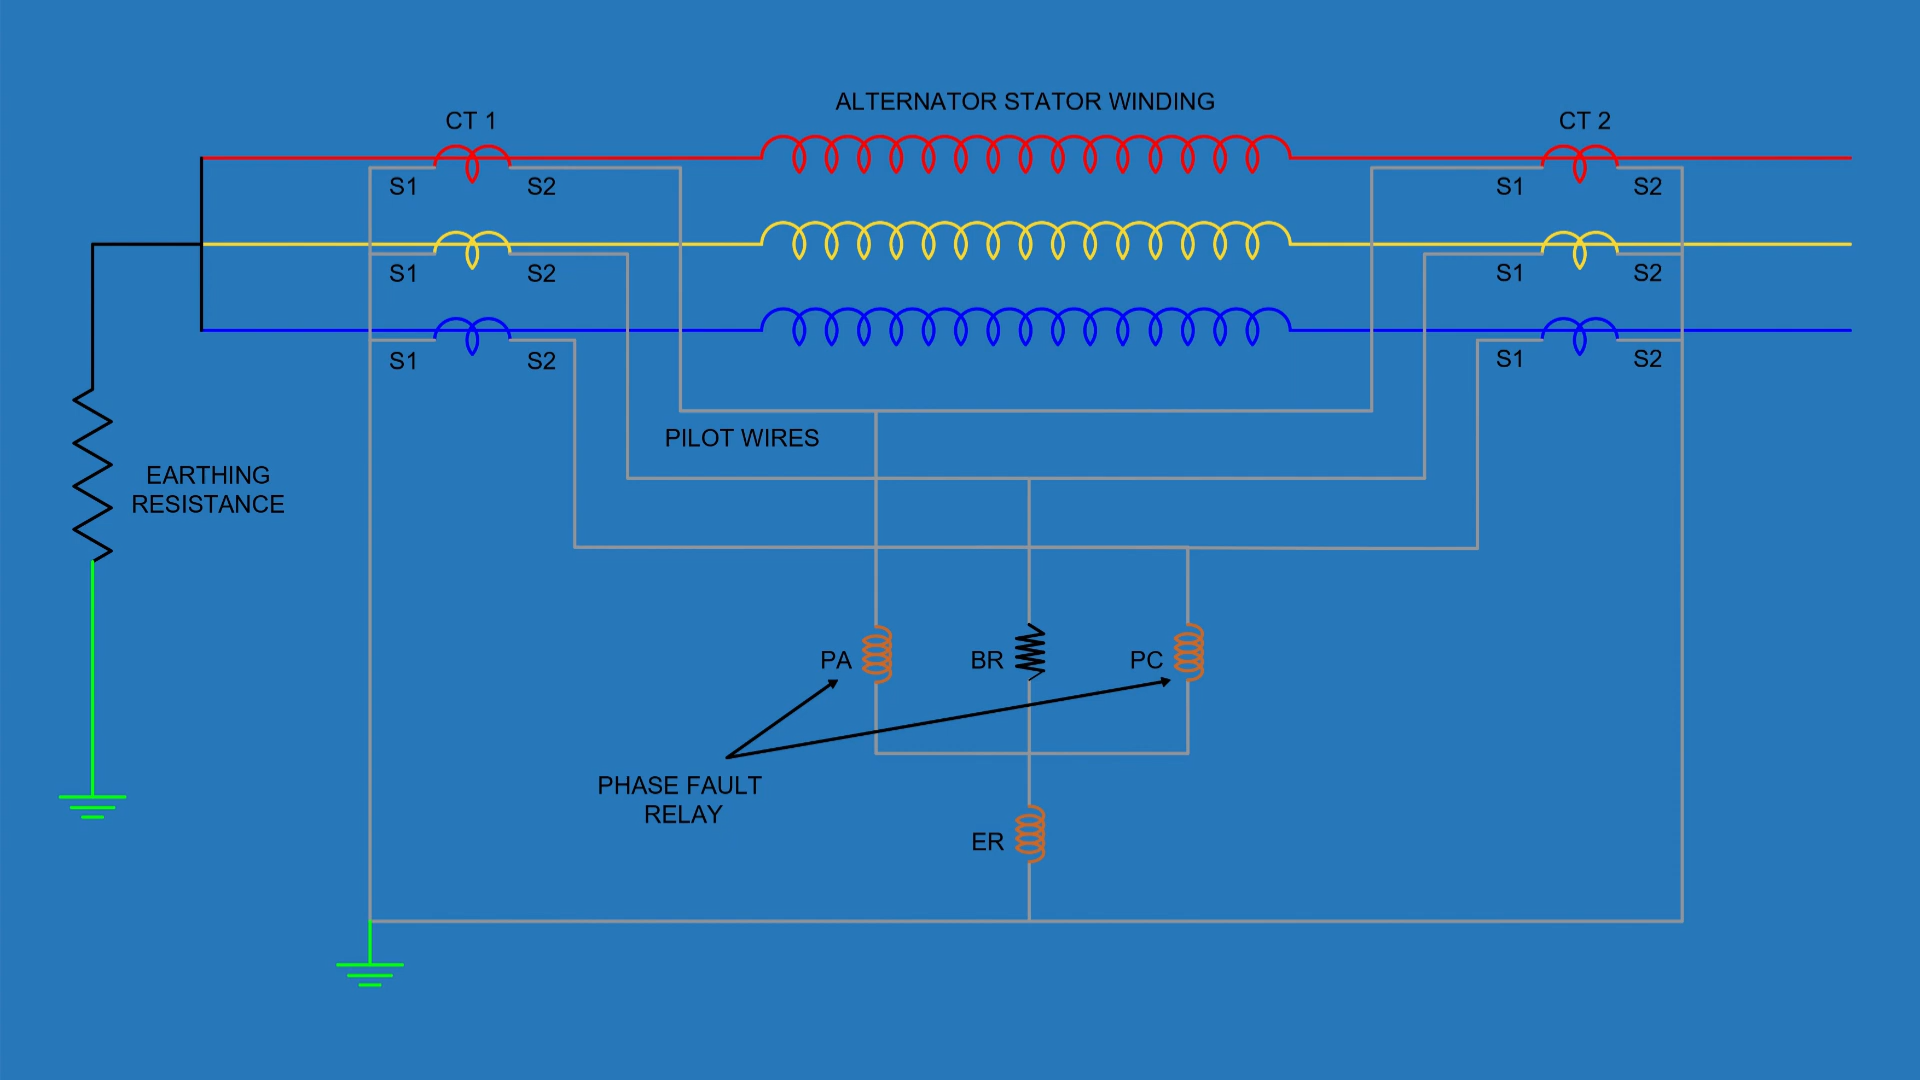 ALTERNATOR STATOR WINDING
CT 1
CT 2
S1
S2
S1
S2
S1
S2
S1
S2
S1
S2
S1
S2
PILOT WIRES
EARTHING
RESISTANCE
PA
BR
PC
PHASE FAULT
RELAY
ER